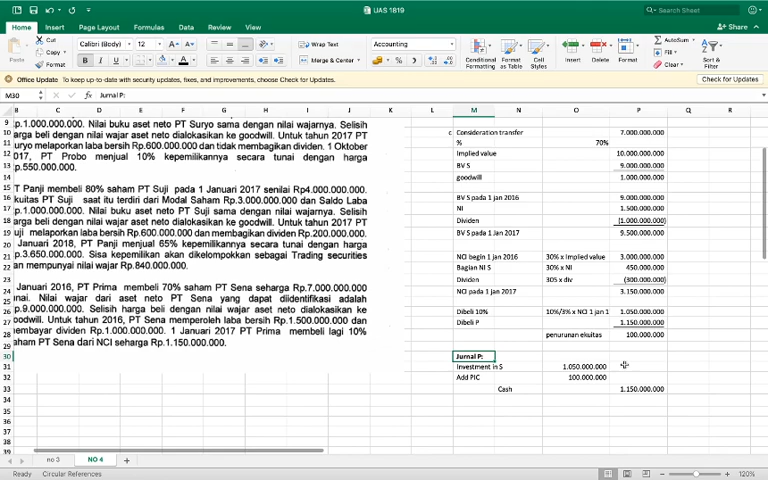 UAS 1819
Search Sheet
Home Insert Page Layout Formulas Data Review View
Share
Paste
Cut
Copy
Format
Calibri (Body) 12
Wrap Text
Merge & Center
Accounting
Conditional Formatting
Format as Table
Cell Styles
Insert Delete Format
AutoSum
Fill
Clear
Sort & Filter
Office Update To keep up-to-date with security updates, fixes, and improvements, choose Check for Updates.
Check for Updates
M30 fx Jurnal P:
B C D E F G H I J K L M N O P Q R
p.1.000.000.000. Nilai buku aset neto PT Suryo sama dengan nilai wajarnya. Selisih
arga beli dengan nilai wajar aset neto dialokasikan ke goodwill. Untuk tahun 2017 PT
uryo melaporkan laba bersih Rp.600.000.000 dan tidak membagikan dividen. 1 Oktober
017, PT Probo menjual 10% kepemilikannya secara tunai dengan harga
p.550.000.000.
T Panji membeli 80% saham PT Suji pada 1 Januari 2017 senilai Rp4.000.000.000.
kuitas PT Suji saat itu terdiri dari Modal Saham Rp.3.000.000.000 dan Saldo Laba
p.1.000.000.000. Nilai buku aset neto PT Suji sama dengan nilai wajarnya. Selisih
arga beli dengan nilai wajar aset neto dialokasikan ke goodwill. Untuk tahun 2017 PT
uji melaporkan laba bersih Rp.600.000.000 dan membagikan dividen Rp.200.000.000.
Januari 2018, PT Panji menjual 65% kepemilikannya secara tunai dengan harga
p.3.650.000.000. Sisa kepemilikan akan dikelompokkan sebagai Trading securities
an mempunyai nilai wajar Rp.840.000.000.
Januari 2016, PT Prima membeli 70% saham PT Sena seharga Rp.7.000.000.000
nai. Nilai wajar dari aset neto PT Sena yang dapat diidentifikasi adalah
p.9.000.000.000. Selisih harga beli dengan nilai wajar aset neto dialokasikan ke
oodwill. Untuk tahun 2016, PT Sena memperoleh laba bersih Rp.1.500.000.000 dan
embayar dividen Rp.1.000.000.000. 1 Januari 2017 PT Prima membeli lagi 10%
aham PT Sena dari NCI seharga Rp.1.150.000.000.
c Consideration transfer 7.000.000.000
% 70%
Implied value 10.000.000.000
BV S 9.000.000.000
goodwill 1.000.000.000
BV S pada 1 jan 2016 9.000.000.000
NI 1.500.000.000
Dividen (1.000.000.000)
BV S pada 1 Jan 2017 9.500.000.000
NCI begin 1 jan 2016 30% x Implied value 3.000.000.000
Bagian NI S 30% x NI 450.000.000
Dividen 305 x div (300.000.000)
NCI pada 1 jan 2017 3.150.000.000
Dibeli 10% 10%/3% x NCI 1 jan 1 1.050.000.000
Dibeli P 1.150.000.000
penurunan ekuitas 100.000.000
Jurnal P:
Investment in S 1.050.000.000
Add PIC 100.000.000
Cash 1.150.000.000
no 3 NO 4
Ready Circular References 120%